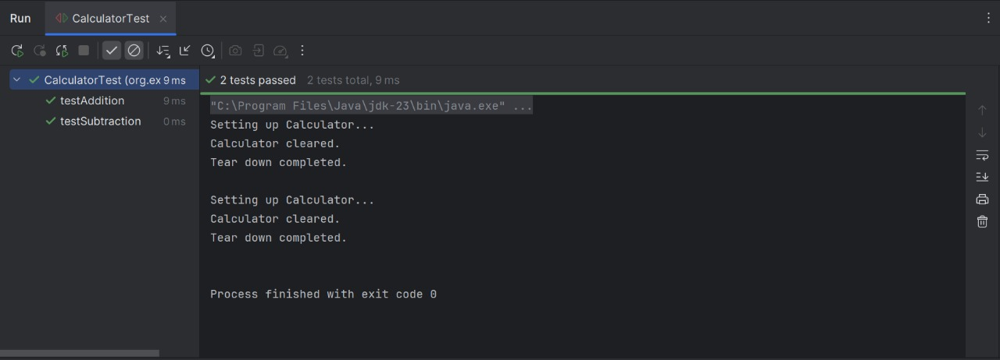 Run CalculatorTest
CalculatorTest (org.ex 9 ms
testAddition 9 ms
testSubtraction 0 ms
2 tests passed 2 tests total, 9 ms
"C:\Program Files\Java\jdk-23\bin\java.exe" ...
Setting up Calculator...
Calculator cleared.
Tear down completed.
Setting up Calculator...
Calculator cleared.
Tear down completed.
Process finished with exit code 0